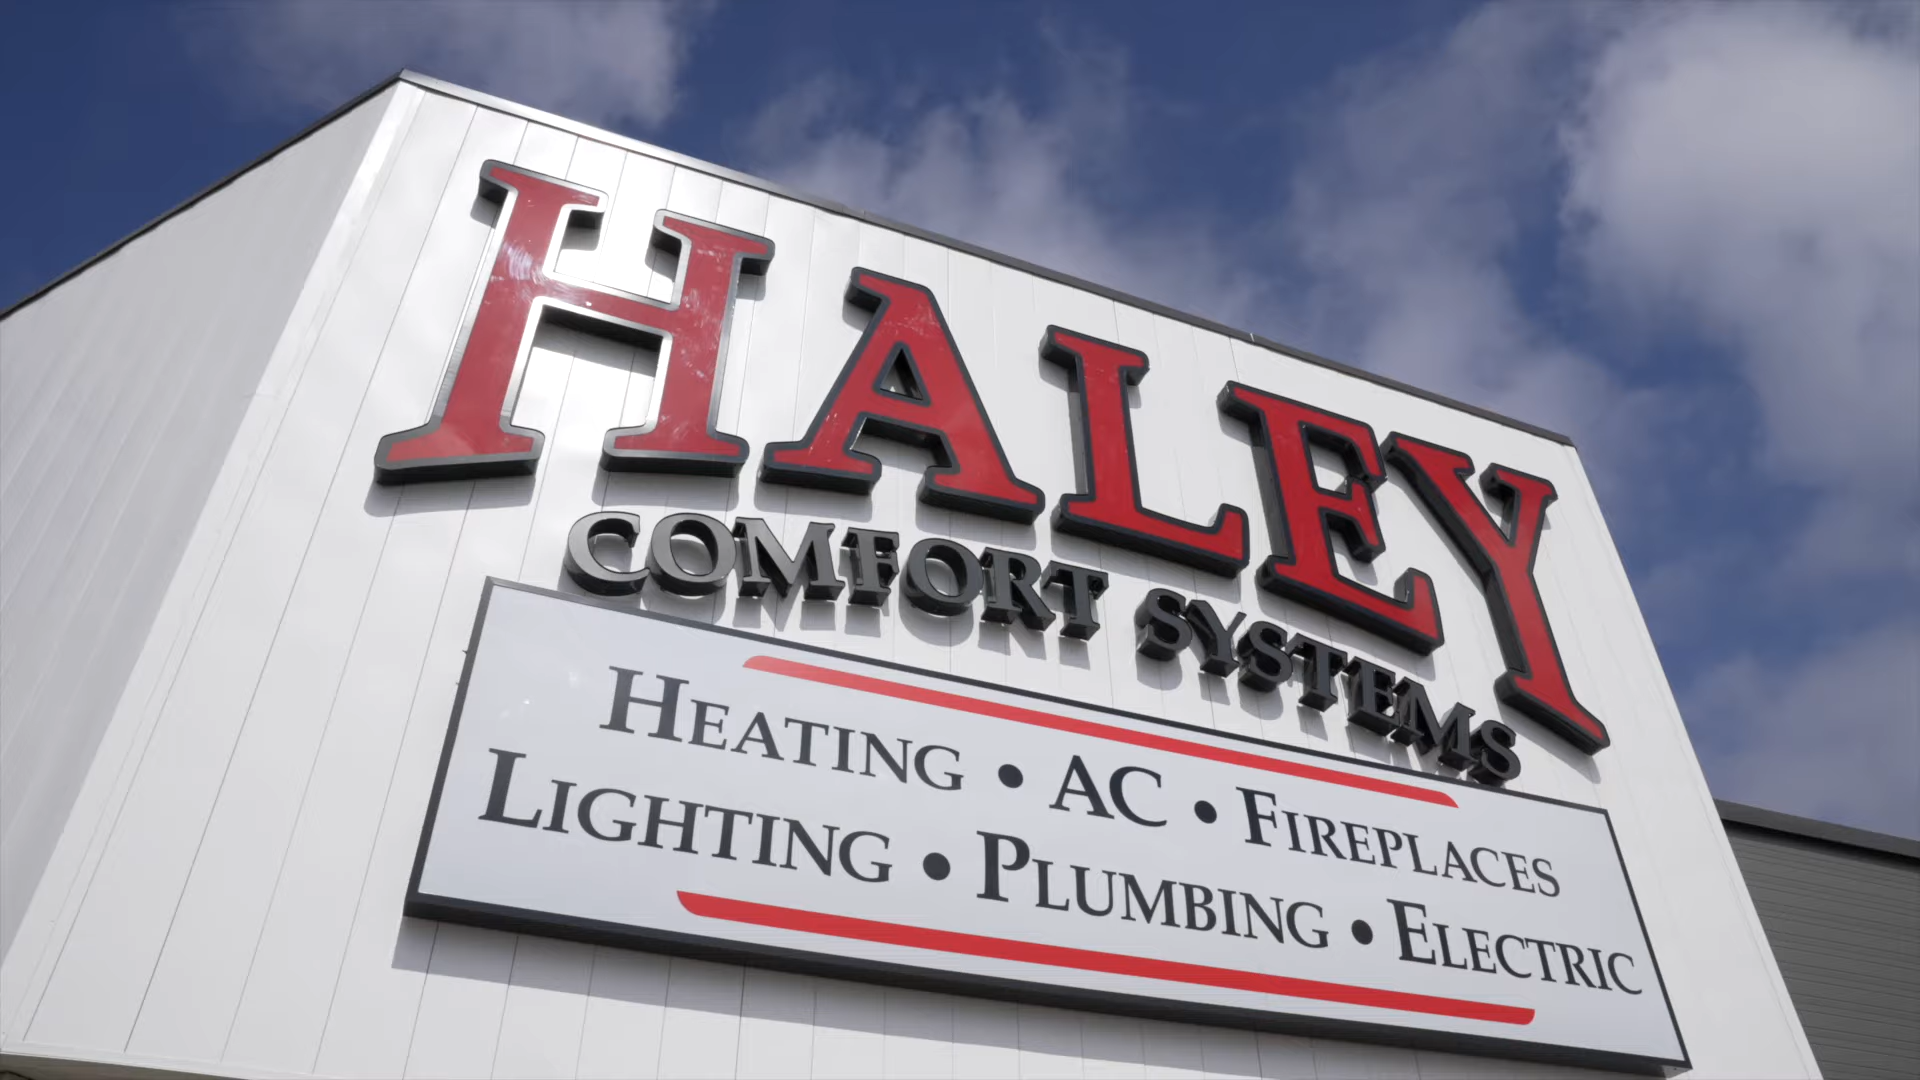 HALEY
COMFORT SYSTEMS
HEATING • AC • FIREPLACES
LIGHTING • PLUMBING • ELECTRIC